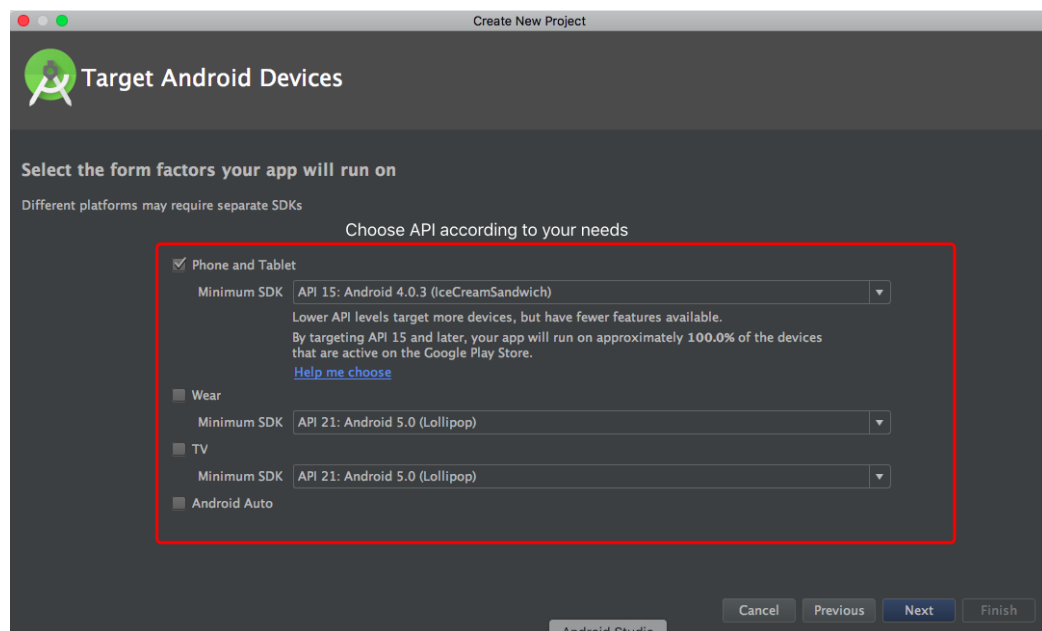 Create New Project
Target Android Devices
Select the form factors your app will run on
Different platforms may require separate SDKs
Choose API according to your needs
Phone and Tablet
Minimum SDK API 15: Android 4.0.3 (IceCreamSandwich)
Lower API levels target more devices, but have fewer features available.
By targeting API 15 and later, your app will run on approximately 100.0% of the devices
that are active on the Google Play Store.
Help me choose
Wear
Minimum SDK API 21: Android 5.0 (Lollipop)
TV
Minimum SDK API 21: Android 5.0 (Lollipop)
Android Auto
Cancel Previous Next Finish
Android Studio